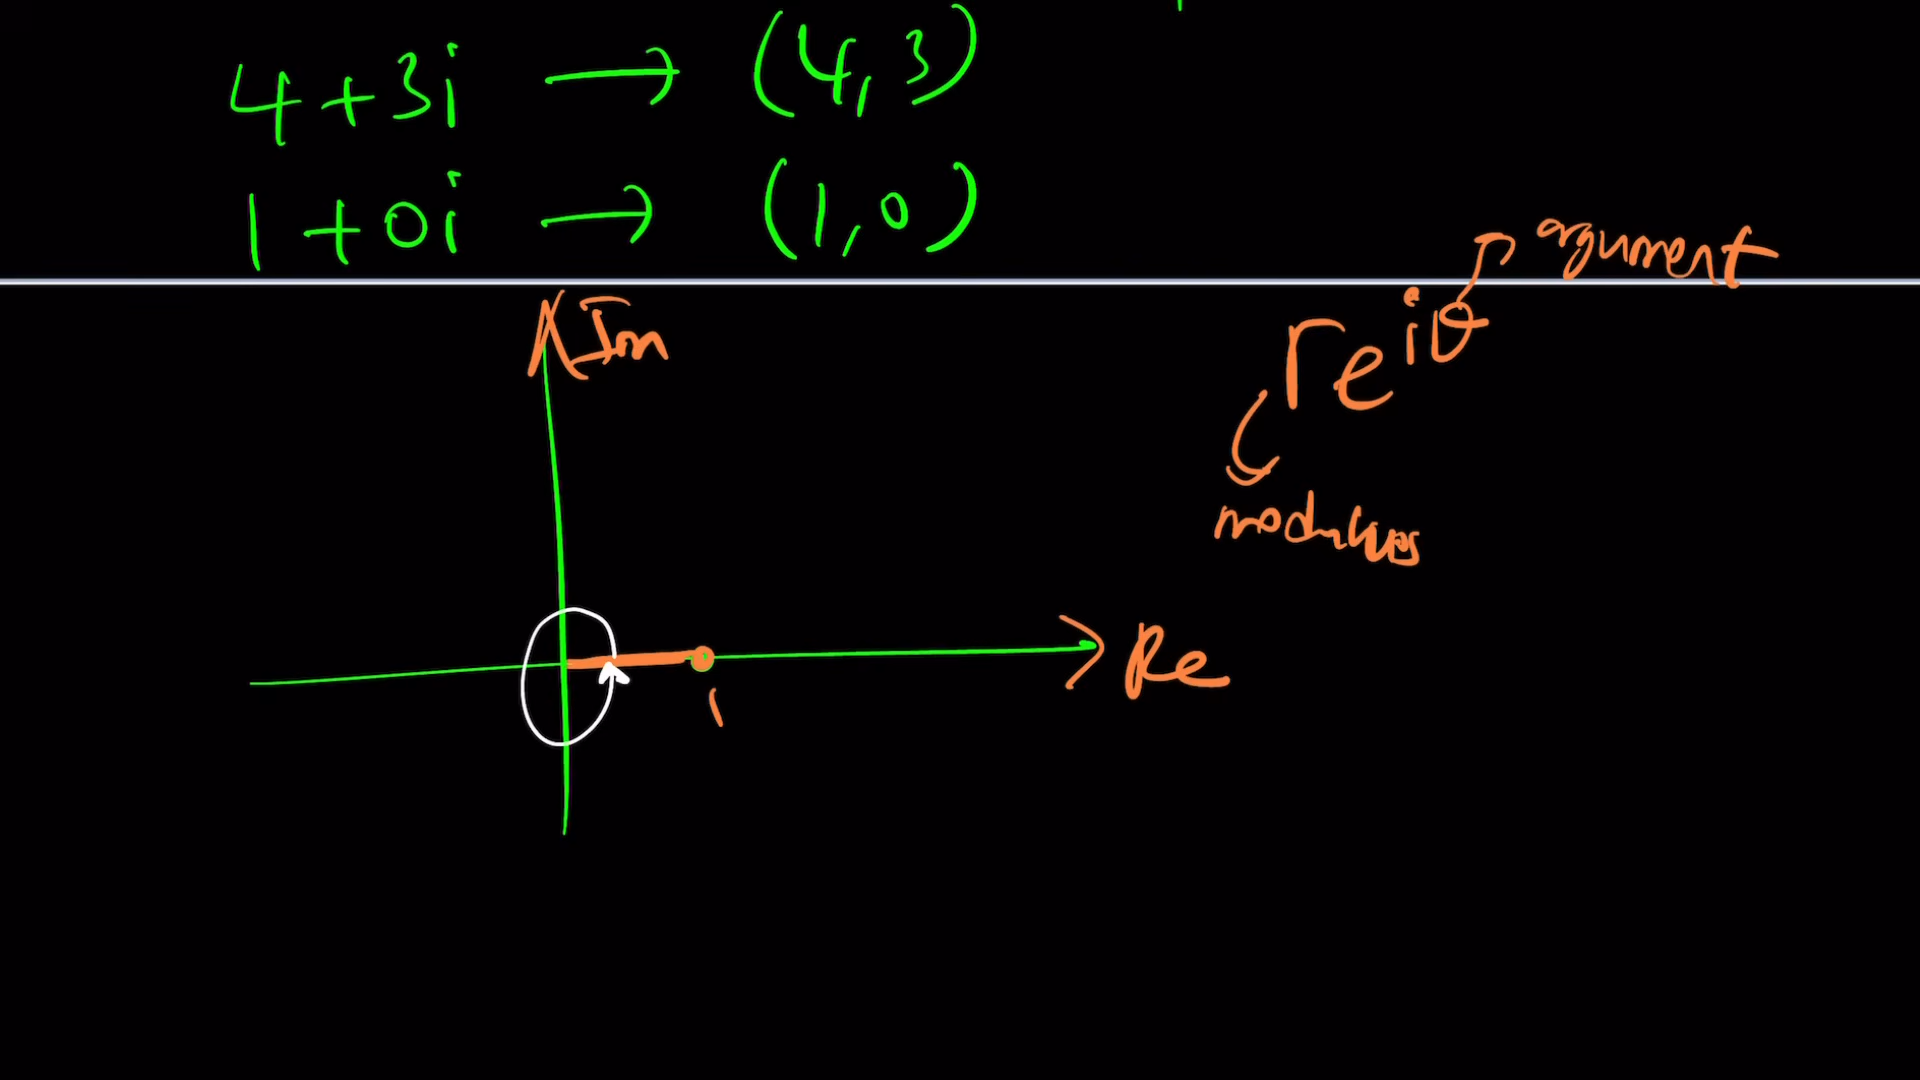 4+3i → (4,3)
1+0i → (1,0)
argument
Im
re^{iθ}
modulus
Re
1